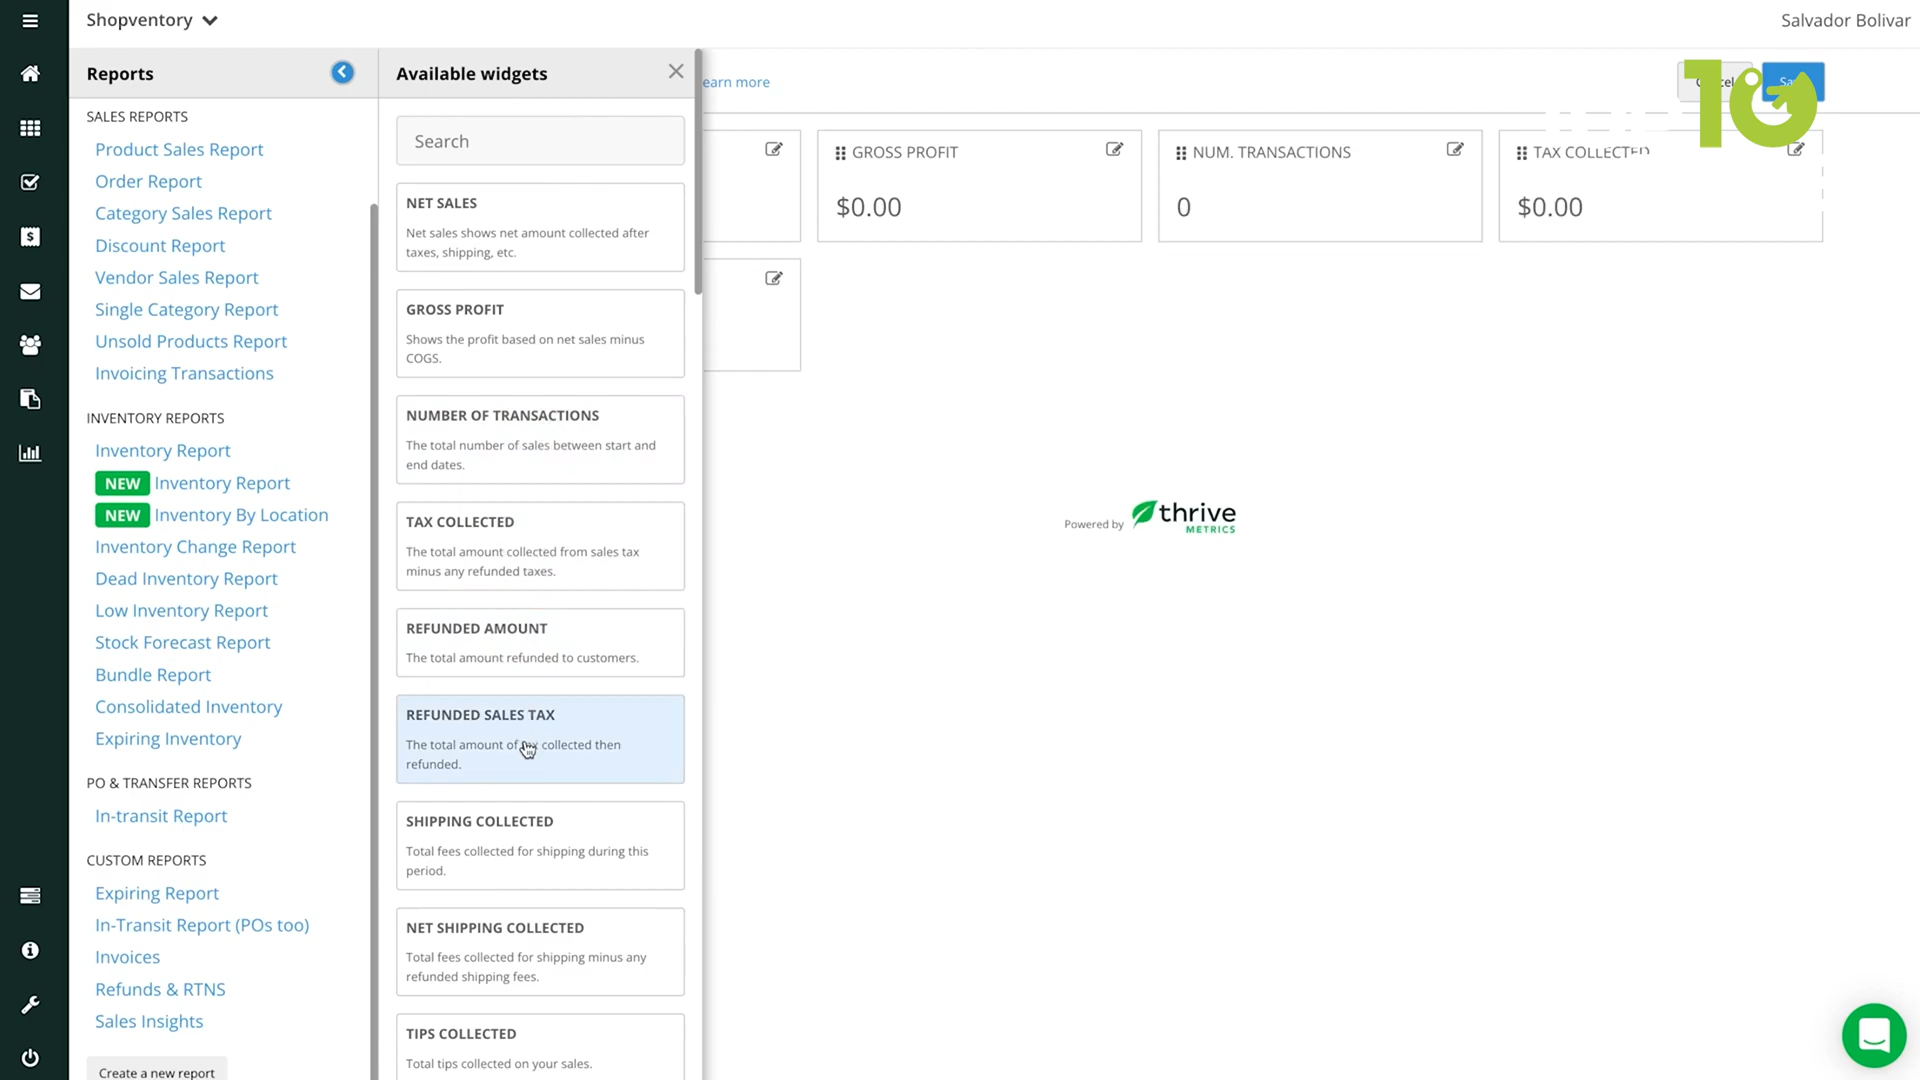 Shopventory
Salvador Bolivar
Reports
Available widgets
earn more
SALES REPORTS
Product Sales Report
Order Report
Category Sales Report
Discount Report
Vendor Sales Report
Single Category Report
Unsold Products Report
Invoicing Transactions
INVENTORY REPORTS
Inventory Report
NEW Inventory Report
NEW Inventory By Location
Inventory Change Report
Dead Inventory Report
Low Inventory Report
Stock Forecast Report
Bundle Report
Consolidated Inventory
Expiring Inventory
PO & TRANSFER REPORTS
In-transit Report
CUSTOM REPORTS
Expiring Report
In-Transit Report (POs too)
Invoices
Refunds & RTNS
Sales Insights
Create a new report
Search
NET SALES
Net sales shows net amount collected after
taxes, shipping, etc.
GROSS PROFIT
Shows the profit based on net sales minus
COGS.
NUMBER OF TRANSACTIONS
The total number of sales between start and
end dates.
TAX COLLECTED
The total amount collected from sales tax
minus any refunded taxes.
REFUNDED AMOUNT
The total amount refunded to customers.
REFUNDED SALES TAX
The total amount of collected then
refunded.
SHIPPING COLLECTED
Total fees collected for shipping during this
period.
NET SHIPPING COLLECTED
Total fees collected for shipping minus any
refunded shipping fees.
TIPS COLLECTED
Total tips collected on your sales.
GROSS PROFIT
$0.00
NUM. TRANSACTIONS
0
TAX COLLECTED
$0.00
10
Powered by thrive
METRICS